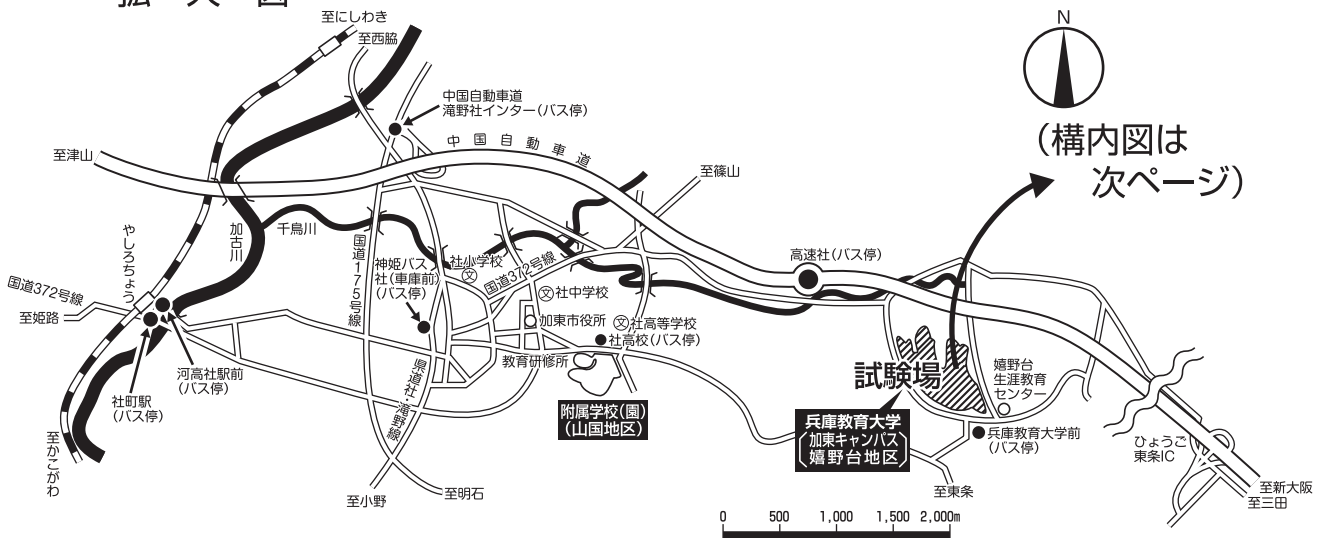 拡大図
至にしわき
至西脇
N
中国自動車道
滝野社インター(バス停)
(構内図は
次ページ)
中国自動車道
至津山
至篠山
やしろちょう
加古川
千鳥川
国道175号線
神姫バス
社(車庫前)
(バス停)
社小学校
文
国道372号線
高速社(バス停)
国道372号線
至姫路
文社中学校
加東市役所
文社高等学校
社高校(バス停)
教育研修所
河高社駅前
(バス停)
社町駅
(バス停)
県道社・滝野線
附属学校(園)
(山国地区)
試験場
嬉野台
生涯教育
センター
兵庫教育大学
加東キャンパス
嬉野台地区
兵庫教育大学前
(バス停)
ひょうご
東条IC
至かこがわ
至小野
至明石
至東条
至新大阪
至三田
0 500 1,000 1,500 2,000m